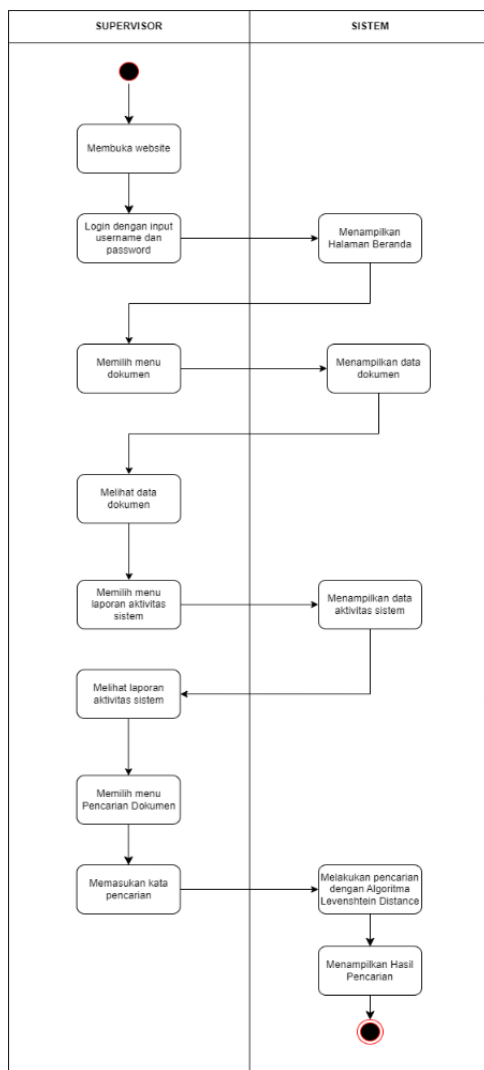 SUPERVISOR
SISTEM
Membuka website
Login dengan input
username dan
password
Menampilkan
Halaman Beranda
Memilih menu
dokumen
Menampilkan data
dokumen
Melihat data
dokumen
Memilih menu
laporan aktivitas
sistem
Menampilkan data
aktivitas sistem
Melihat laporan
aktivitas sistem
Memilih menu
Pencarian Dokumen
Memasukan kata
pencarian
Melakukan pencarian
dengan Algoritma
Levenshtein Distance
Menampilkan Hasil
Pencarian